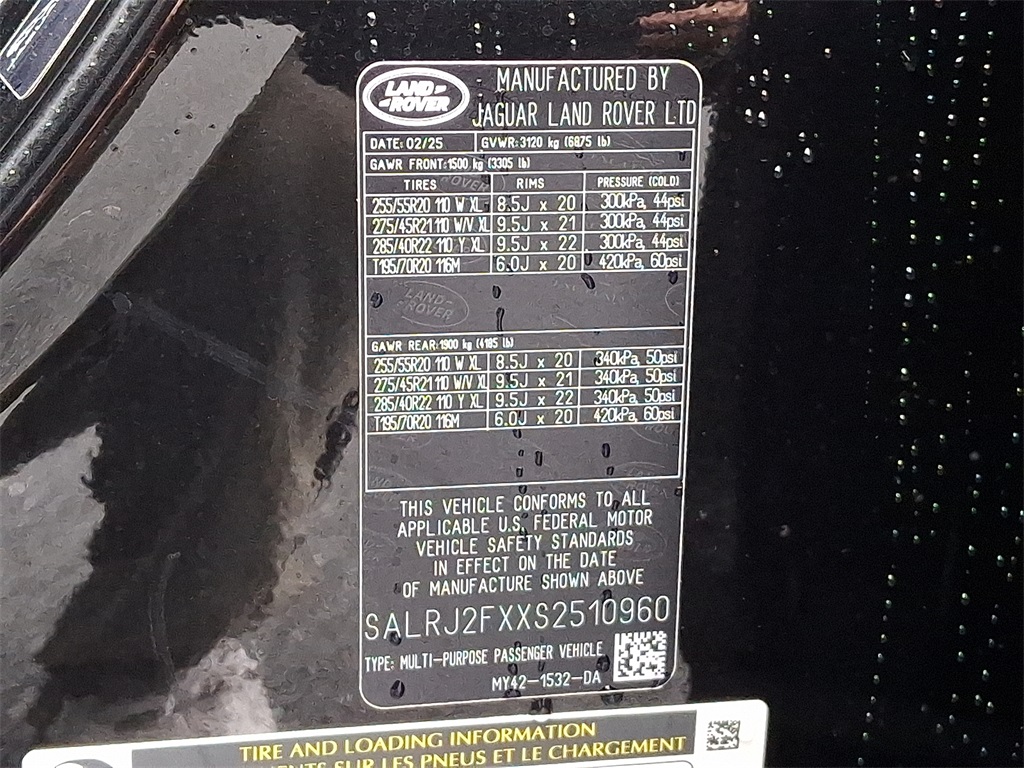 LAND-
-ROVER
MANUFACTURED BY
JAGUAR LAND ROVER LTD
DATE: 02/25 GVWR: 3120 kg (6875 lb)
GAWR FRONT: 1500 kg (3305 lb)
TIRES RIMS PRESSURE (COLD)
255/55R20 110 W XL 8.5J x 20 300kPa, 44psi
275/45R21 110 W/V XL 9.5J x 21 300kPa, 44psi
285/40R22 110 Y XL 9.5J x 22 300kPa, 44psi
T195/70R20 116M 6.0J x 20 420kPa, 60psi
LAND-
-ROVER
GAWR REAR: 1900 kg (4185 lb)
255/55R20 110 W XL 8.5J x 20 340kPa, 50psi
275/45R21 110 W/V XL 9.5J x 21 340kPa, 50psi
285/40R22 110 Y XL 9.5J x 22 340kPa, 50psi
T195/70R20 116M 6.0J x 20 420kPa, 60psi
THIS VEHICLE CONFORMS TO ALL
APPLICABLE U.S. FEDERAL MOTOR
VEHICLE SAFETY STANDARDS
IN EFFECT ON THE DATE
OF MANUFACTURE SHOWN ABOVE
SALRJ2FXXS2510960
TYPE: MULTI-PURPOSE PASSENGER VEHICLE
MY42-1532-DA
TIRE AND LOADING INFORMATION
SUR LES PNEUS ET LE CHARGEMENT